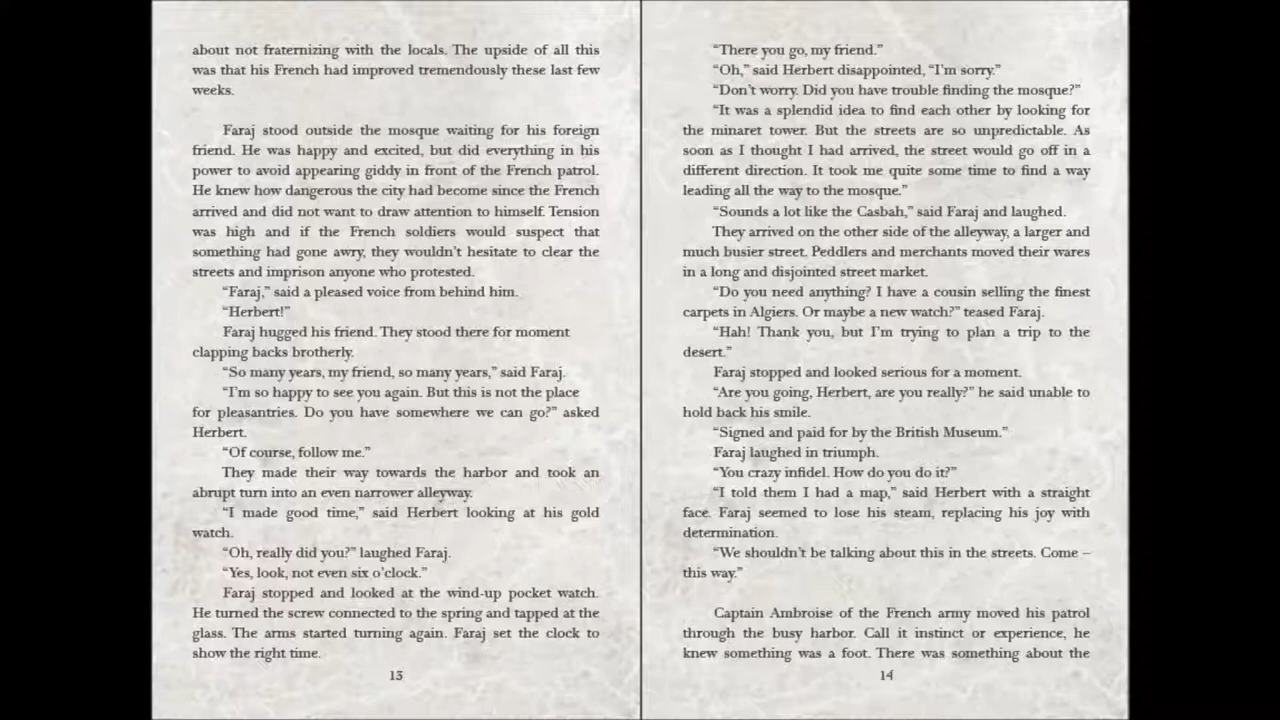 about not fraternizing with the locals. The upside of all this
was that his French had improved tremendously these last few
weeks.
Faraj stood outside the mosque waiting for his foreign
friend. He was happy and excited, but did everything in his
power to avoid appearing giddy in front of the French patrol.
He knew how dangerous the city had become since the French
arrived and did not want to draw attention to himself. Tension
was high and if the French soldiers would suspect that
something had gone awry, they wouldn’t hesitate to clear the
streets and imprison anyone who protested.
“Faraj,” said a pleased voice from behind him.
“Herbert!”
Faraj hugged his friend. They stood there for moment
clapping backs brotherly.
“So many years, my friend, so many years,” said Faraj.
“I’m so happy to see you again. But this is not the place
for pleasantries. Do you have somewhere we can go?” asked
Herbert.
“Of course, follow me.”
They made their way towards the harbor and took an
abrupt turn into an even narrower alleyway.
“I made good time,” said Herbert looking at his gold
watch.
“Oh, really did you?” laughed Faraj.
“Yes, look, not even six o’clock.”
Faraj stopped and looked at the wind-up pocket watch.
He turned the screw connected to the spring and tapped at the
glass. The arms started turning again. Faraj set the clock to
show the right time.
13
“There you go, my friend.”
“Oh,” said Herbert disappointed, “I’m sorry.”
“Don’t worry. Did you have trouble finding the mosque?”
“It was a splendid idea to find each other by looking for
the minaret tower. But the streets are so unpredictable. As
soon as I thought I had arrived, the street would go off in a
different direction. It took me quite some time to find a way
leading all the way to the mosque.”
“Sounds a lot like the Casbah,” said Faraj and laughed.
They arrived on the other side of the alleyway, a larger and
much busier street. Peddlers and merchants moved their wares
in a long and disjointed street market.
“Do you need anything? I have a cousin selling the finest
carpets in Algiers. Or maybe a new watch?” teased Faraj.
“Hah! Thank you, but I’m trying to plan a trip to the
desert.”
Faraj stopped and looked serious for a moment.
“Are you going, Herbert, are you really?” he said unable to
hold back his smile.
“Signed and paid for by the British Museum.”
Faraj laughed in triumph.
“You crazy infidel. How do you do it?”
“I told them I had a map,” said Herbert with a straight
face. Faraj seemed to lose his steam, replacing his joy with
determination.
“We shouldn’t be talking about this in the streets. Come –
this way.”
Captain Ambroise of the French army moved his patrol
through the busy harbor. Call it instinct or experience, he
knew something was a foot. There was something about the
14